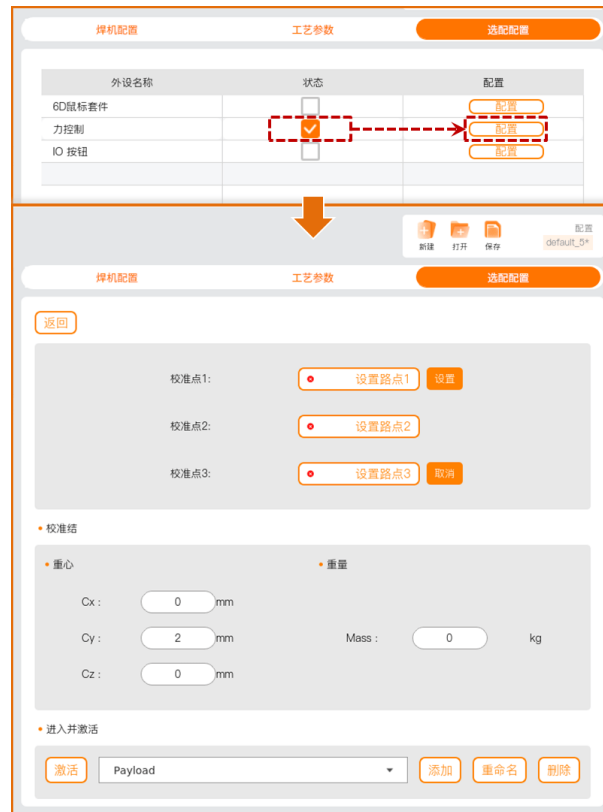 焊机配置 工艺参数 选配配置
外设名称 状态 配置
6D鼠标套件 配置
力控制 配置
IO 按钮 配置
配置
新建 打开 保存 default_5*
焊机配置 工艺参数 选配配置
返回
校准点1: 设置路点1 设置
校准点2: 设置路点2
校准点3: 设置路点3 取消
校准结
重心 重量
Cx : 0 mm
Cy : 2 mm Mass : 0 kg
Cz : 0 mm
进入并激活
激活 Payload 添加 重命名 删除